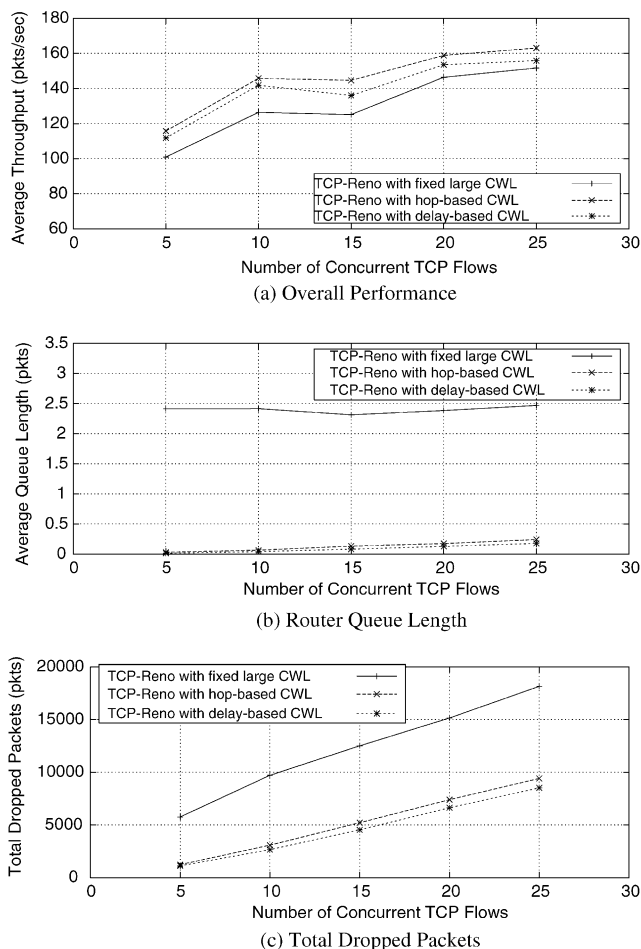 180
160
140
120
100
80
60
Average Throughput (pkts/sec)
TCP-Reno with fixed large CWL
TCP-Reno with hop-based CWL
TCP-Reno with delay-based CWL
0 5 10 15 20 25 30
Number of Concurrent TCP Flows
(a) Overall Performance
3.5
3
2.5
2
1.5
1
0.5
0
Average Queue Length (pkts)
TCP-Reno with fixed large CWL
TCP-Reno with hop-based CWL
TCP-Reno with delay-based CWL
0 5 10 15 20 25 30
Number of Concurrent TCP Flows
(b) Router Queue Length
20000
15000
10000
5000
0
Total Dropped Packets (pkts)
TCP-Reno with fixed large CWL
TCP-Reno with hop-based CWL
TCP-Reno with delay-based CWL
0 5 10 15 20 25 30
Number of Concurrent TCP Flows
(c) Total Dropped Packets